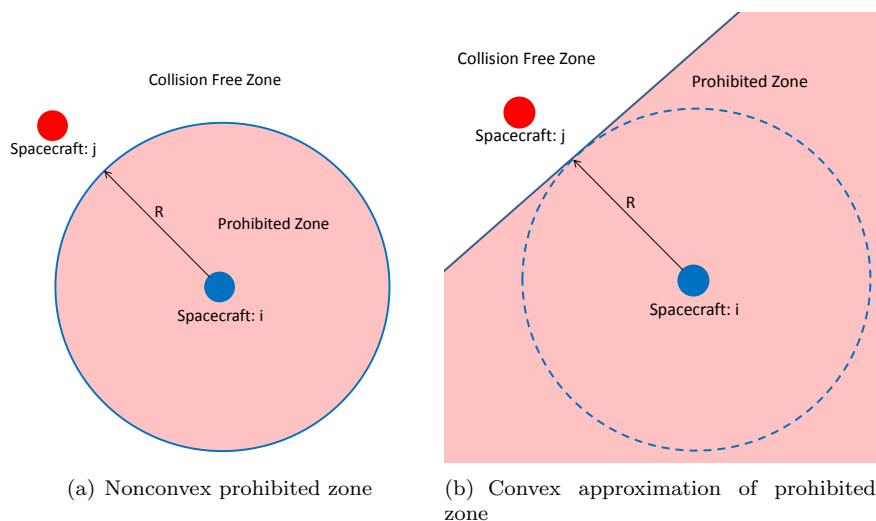 Collision Free Zone
Spacecraft: j
R
Prohibited Zone
Spacecraft: i
(a) Nonconvex prohibited zone
Collision Free Zone
Prohibited Zone
Spacecraft: j
R
Spacecraft: i
(b) Convex approximation of prohibited
zone